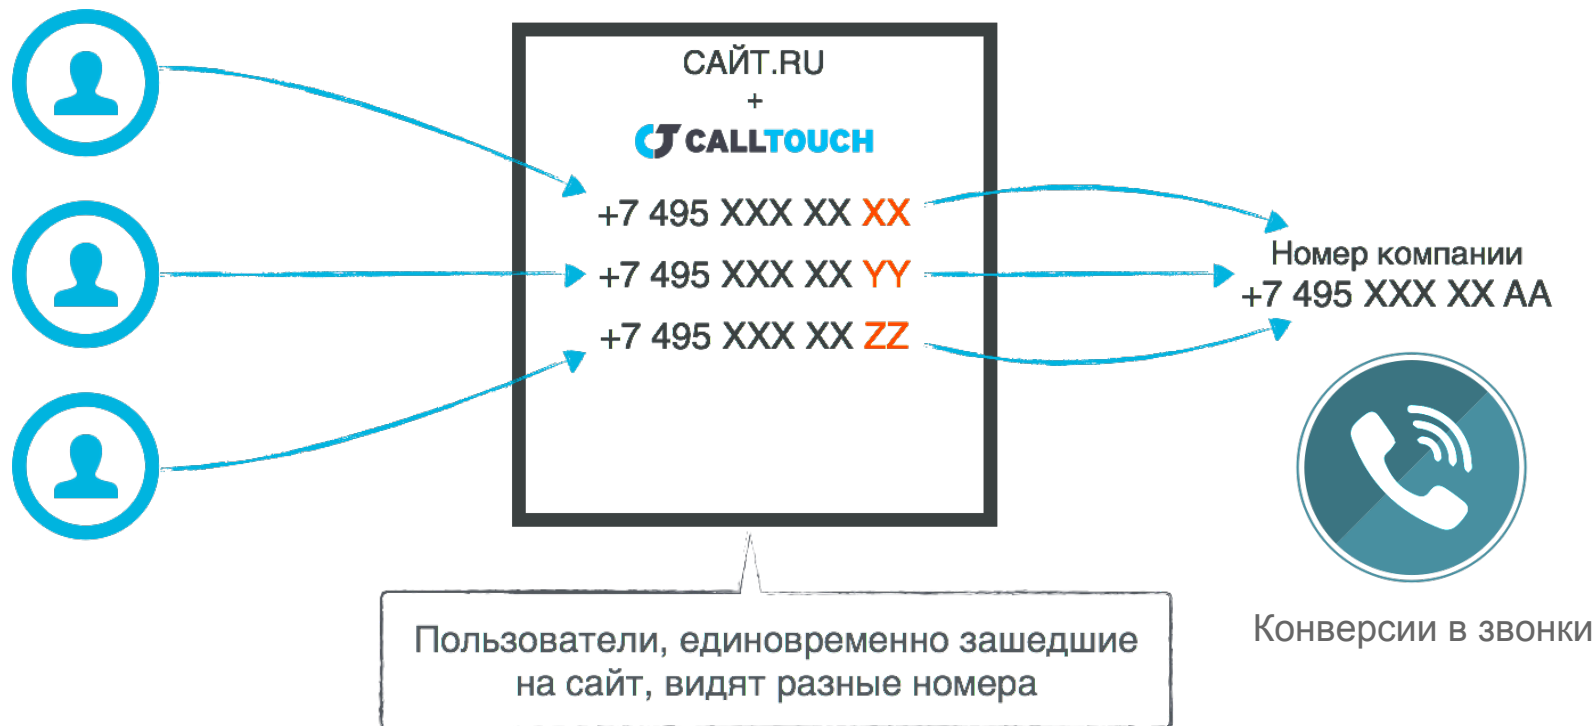 САЙТ.RU
+
CALLTOUCH
+7 495 XXX XX XX
+7 495 XXX XX YY
+7 495 XXX XX ZZ
Номер компании
+7 495 XXX XX AA
Конверсии в звонки
Пользователи, единовременно зашедшие
на сайт, видят разные номера